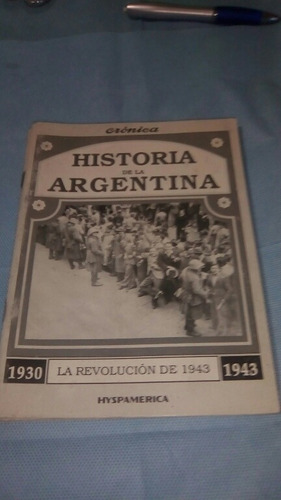 crónica
HISTORIA
DE LA
ARGENTINA
1930 LA REVOLUCIÓN DE 1943 1943
HYSPAMERICA